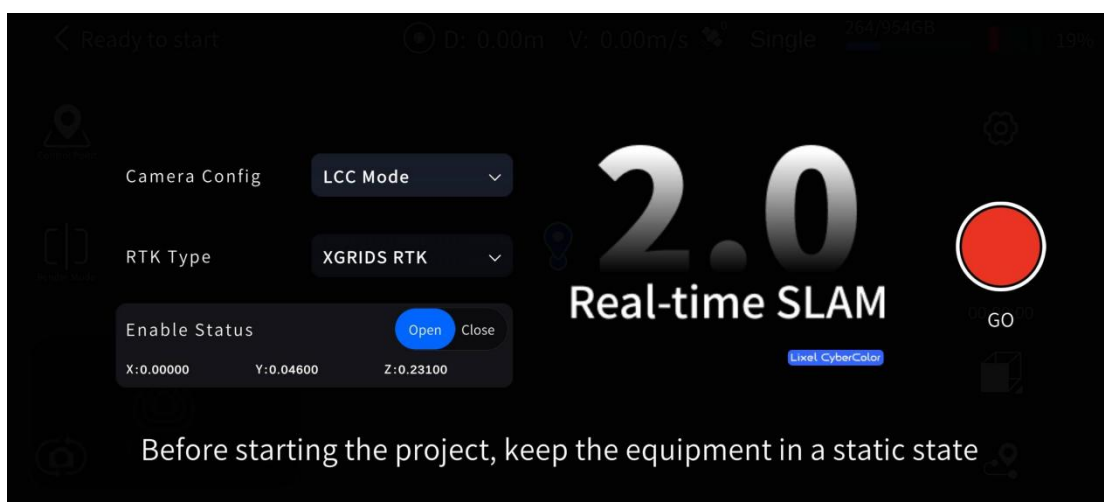 Ready to start
D: 0.00m V: 0.00m/s Single 264/954GB 19%
Camera Config LCC Mode
2.0
RTK Type XGRIDS RTK
Real-time SLAM
Enable Status Open Close
GO
X:0.00000 Y:0.04600 Z:0.23100
Lixel CyberColor
Before starting the project, keep the equipment in a static state